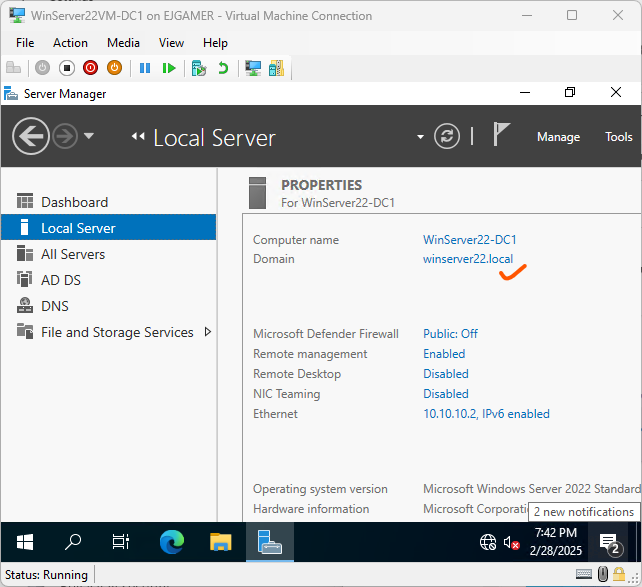 WinServer22VM-DC1 on EJGAMER - Virtual Machine Connection
File Action Media View Help
Server Manager
Local Server
Manage Tools
Dashboard
Local Server
All Servers
AD DS
DNS
File and Storage Services
PROPERTIES
For WinServer22-DC1
Computer name WinServer22-DC1
Domain winserver22.local
Microsoft Defender Firewall Public: Off
Remote management Enabled
Remote Desktop Disabled
NIC Teaming Disabled
Ethernet 10.10.10.2, IPv6 enabled
Operating system version Microsoft Windows Server 2022 Standard
Hardware information Microsoft Corporati
2 new notifications
7:42 PM
2/28/2025
2
Status: Running